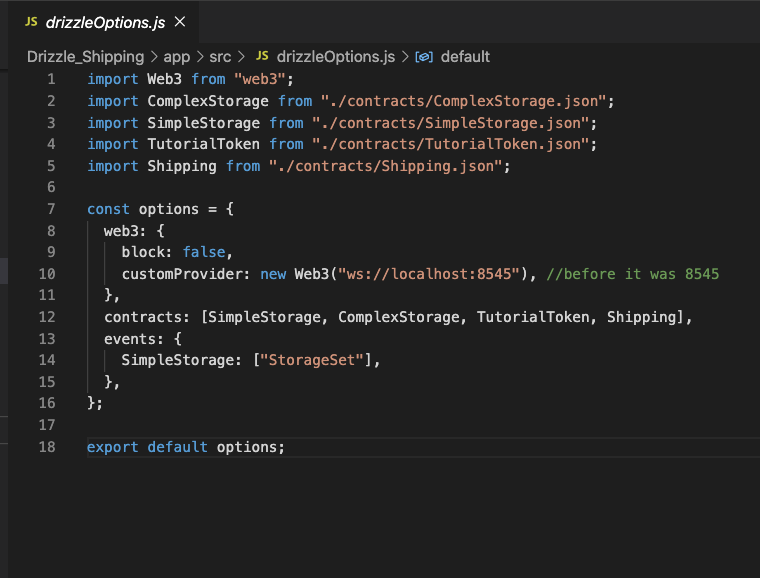 JS drizzleOptions.js ×
Drizzle_Shipping > app > src > JS drizzleOptions.js > default
1 import Web3 from "web3";
2 import ComplexStorage from "./contracts/ComplexStorage.json";
3 import SimpleStorage from "./contracts/SimpleStorage.json";
4 import TutorialToken from "./contracts/TutorialToken.json";
5 import Shipping from "./contracts/Shipping.json";
6
7 const options = {
8   web3: {
9     block: false,
10     customProvider: new Web3("ws://localhost:8545"), //before it was 8545
11   },
12   contracts: [SimpleStorage, ComplexStorage, TutorialToken, Shipping],
13   events: {
14     SimpleStorage: ["StorageSet"],
15   },
16 };
17
18 export default options;